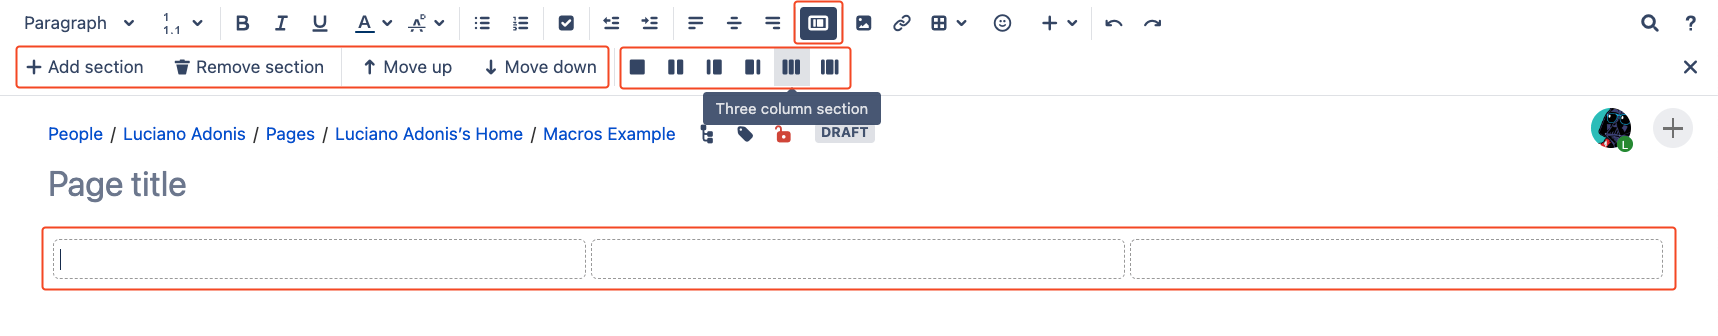 Paragraph 1 1.1 B I U A A ?
Add section Remove section Move up Move down
Three column section
People / Luciano Adonis / Pages / Luciano Adonis’s Home / Macros Example DRAFT L
Page title